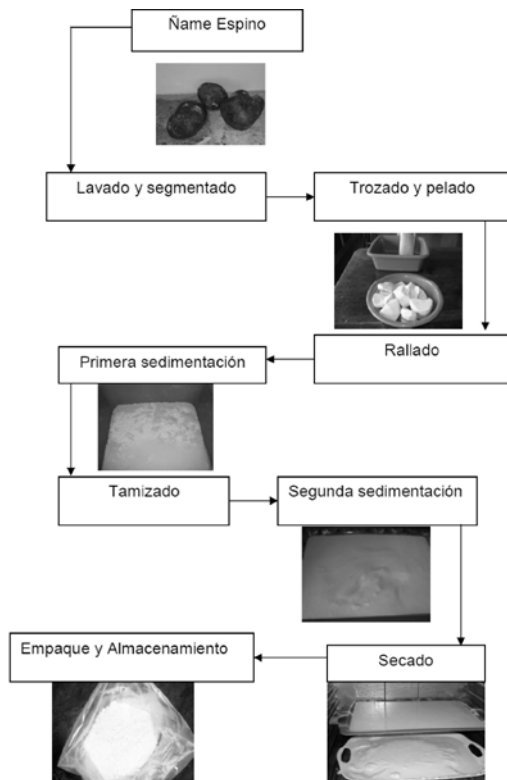 Ñame Espino
Lavado y segmentado
Trozado y pelado
Rallado
Primera sedimentación
Tamizado
Segunda sedimentación
Secado
Empaque y Almacenamiento